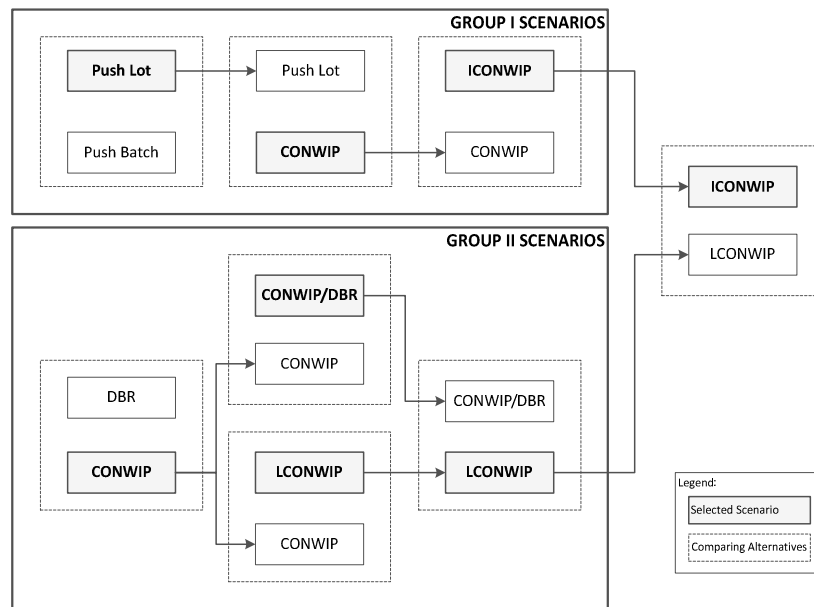 GROUP I SCENARIOS
Push Lot
Push Batch
Push Lot
CONWIP
ICONWIP
CONWIP
ICONWIP
LCONWIP
GROUP II SCENARIOS
DBR
CONWIP
CONWIP/DBR
CONWIP
LCONWIP
CONWIP
CONWIP/DBR
LCONWIP
Legend:
Selected Scenario
Comparing Alternatives